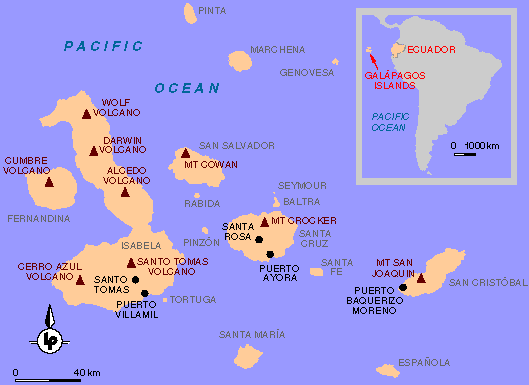 PINTA
PACIFIC
OCEAN
MARCHENA
GENOVESA
ECUADOR
GALÁPAGOS
ISLANDS
PACIFIC
OCEAN
0 1000 km
WOLF
VOLCANO
DARWIN
VOLCANO
ALCEDO
VOLCANO
CUMBRE
VOLCANO
FERNANDINA
SAN SALVADOR
MT COWAN
RÁBIDA
SEYMOUR
BALTRA
PINZÓN
SANTA
ROSA
MT CROCKER
SANTA
CRUZ
PUERTO
AYORA
SANTA
FE
ISABELA
SANTO TOMAS
VOLCANO
CERRO AZUL
VOLCANO
SANTO
TOMAS
PUERTO
VILLAMIL
TORTUGA
MT SAN
JOAQUIN
SAN CRISTÓBAL
PUERTO
BAQUERIZO
MORENO
SANTA MARÍA
ESPAÑOLA
lp
0 40 km